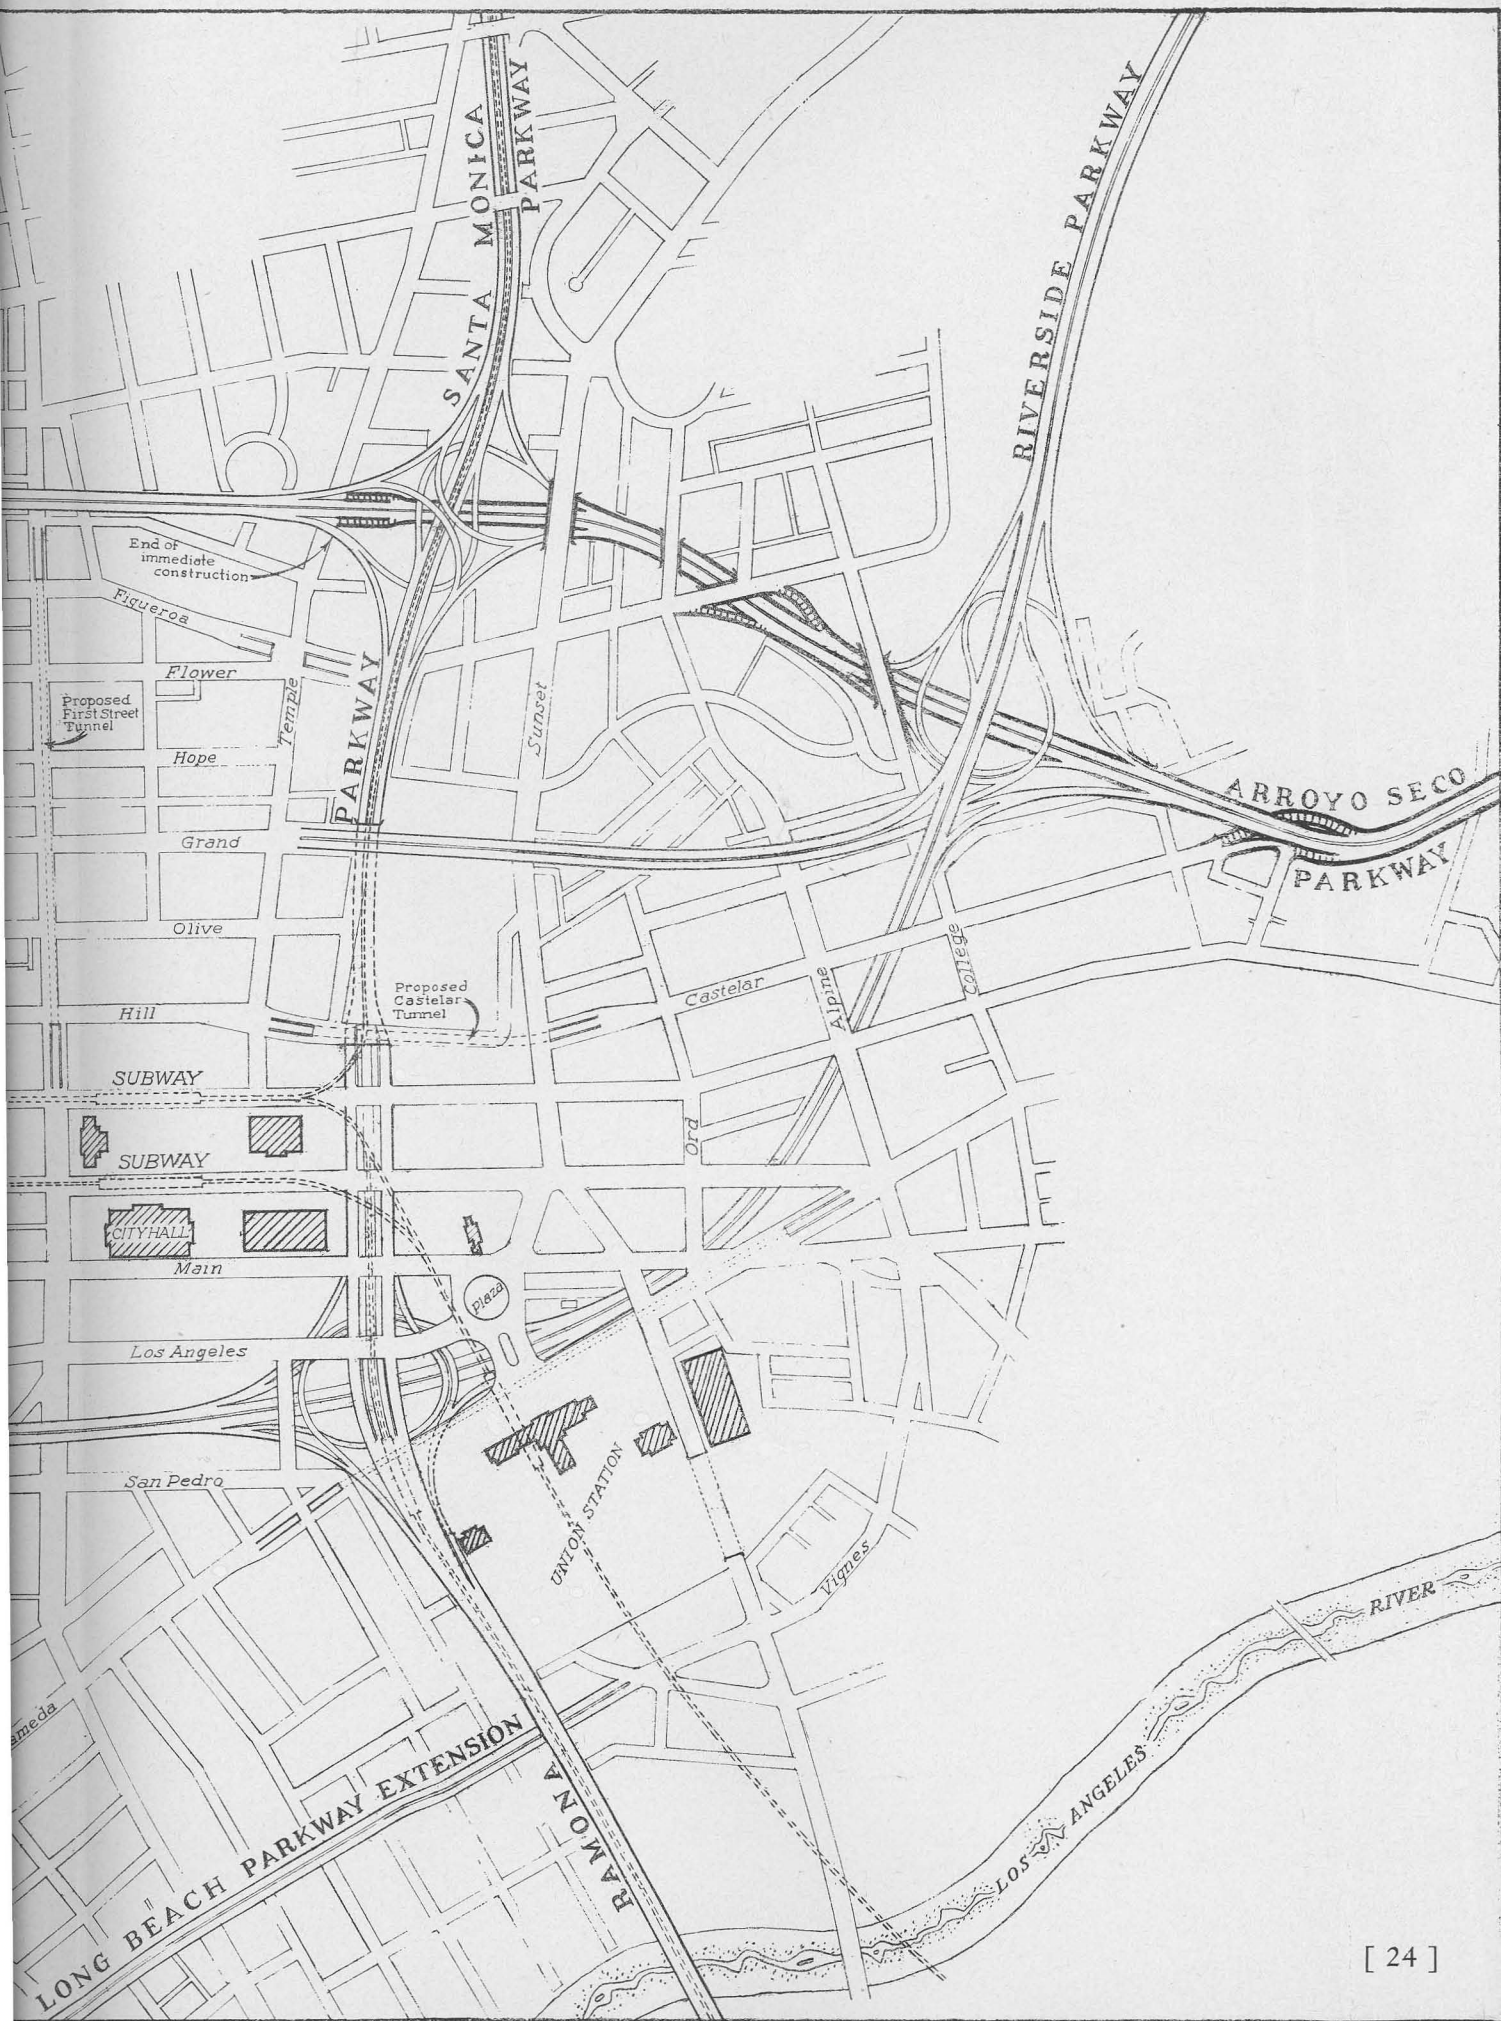 SANTA MONICA
PARKWAY
RIVERSIDE PARKWAY
End of
immediate
construction
Figueroa
Flower
Proposed
First Street
Tunnel
Temple
PARKWAY
Sunset
Hope
ARROYO SECO
PARKWAY
Grand
Olive
Proposed
Castelar
Tunnel
Castelar
Alpine
College
Hill
SUBWAY
Ord
SUBWAY
CITY HALL
Main
Plaza
Los Angeles
UNION STATION
San Pedro
Vignes
LOS ANGELES RIVER
ameda
LONG BEACH PARKWAY EXTENSION
RAMONA
[ 24 ]